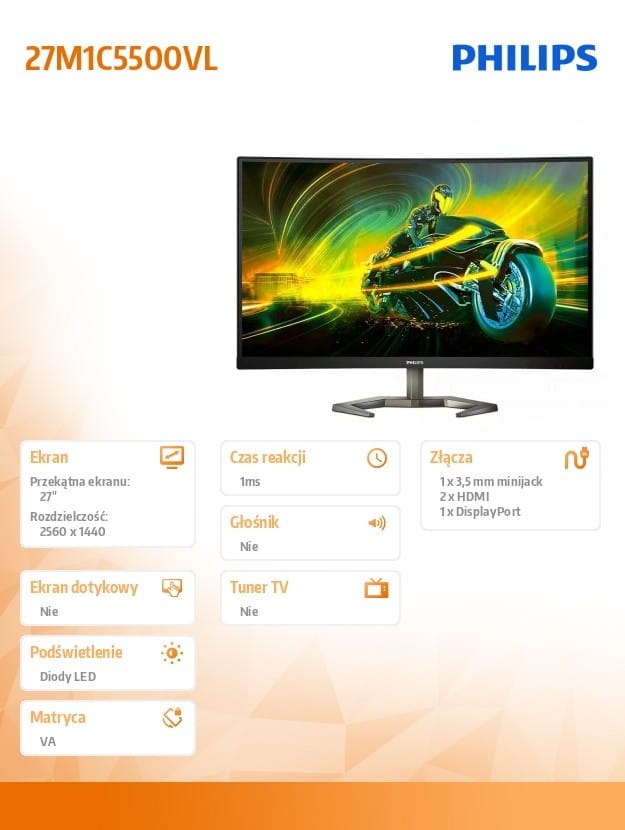 27M1C5500VL
PHILIPS
PHILIPS
Ekran
Przekątna ekranu:
27"
Rozdzielczość:
2560 x 1440
Czas reakcji
1ms
Złącza
1 x 3,5 mm minijack
2 x HDMI
1 x DisplayPort
Głośnik
Nie
Ekran dotykowy
Nie
Tuner TV
Nie
Podświetlenie
Diody LED
Matryca
VA